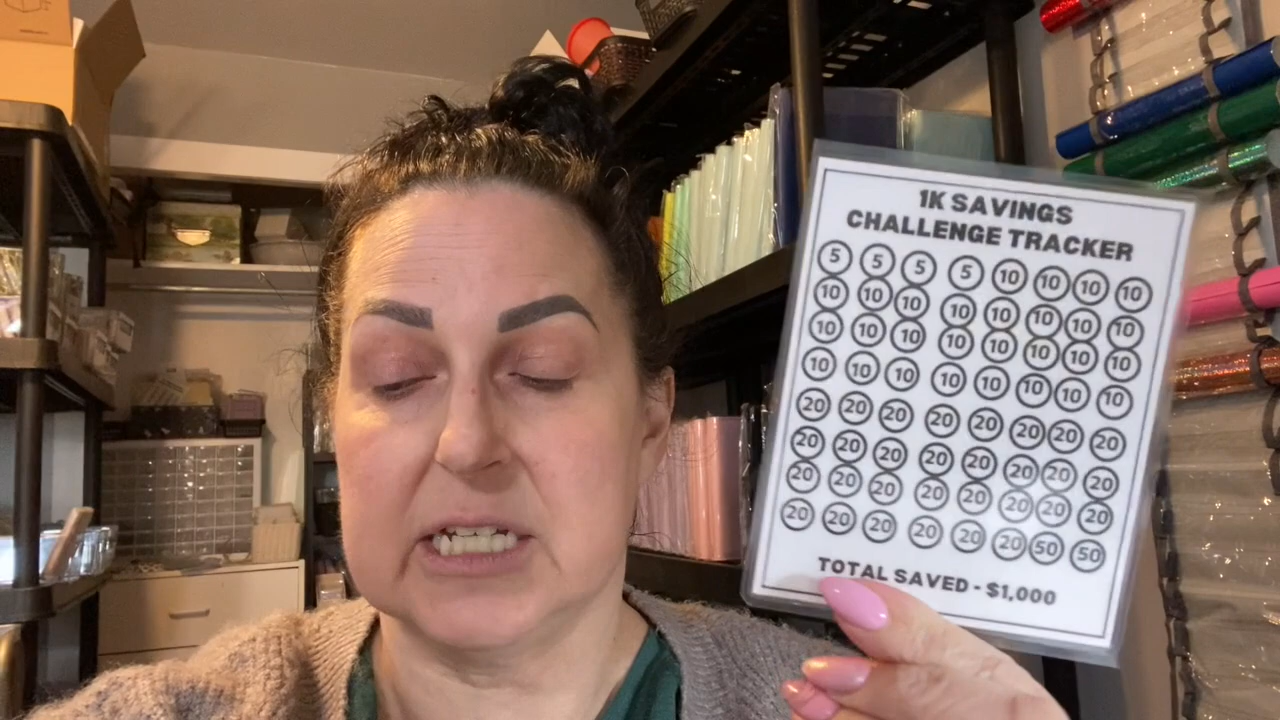 1K SAVINGS
CHALLENGE TRACKER
5 5 5 5 10 10 10 10
10 10 10 10 10 10 10 10
10 10 10 10 10 10 10 10
10 10 10 10 10 10 10 10
20 20 20 20 20 20 20 20
20 20 20 20 20 20 20 20
20 20 20 20 20 20 20 20
20 20 20 20 20 20 50 50
TOTAL SAVED - $1,000